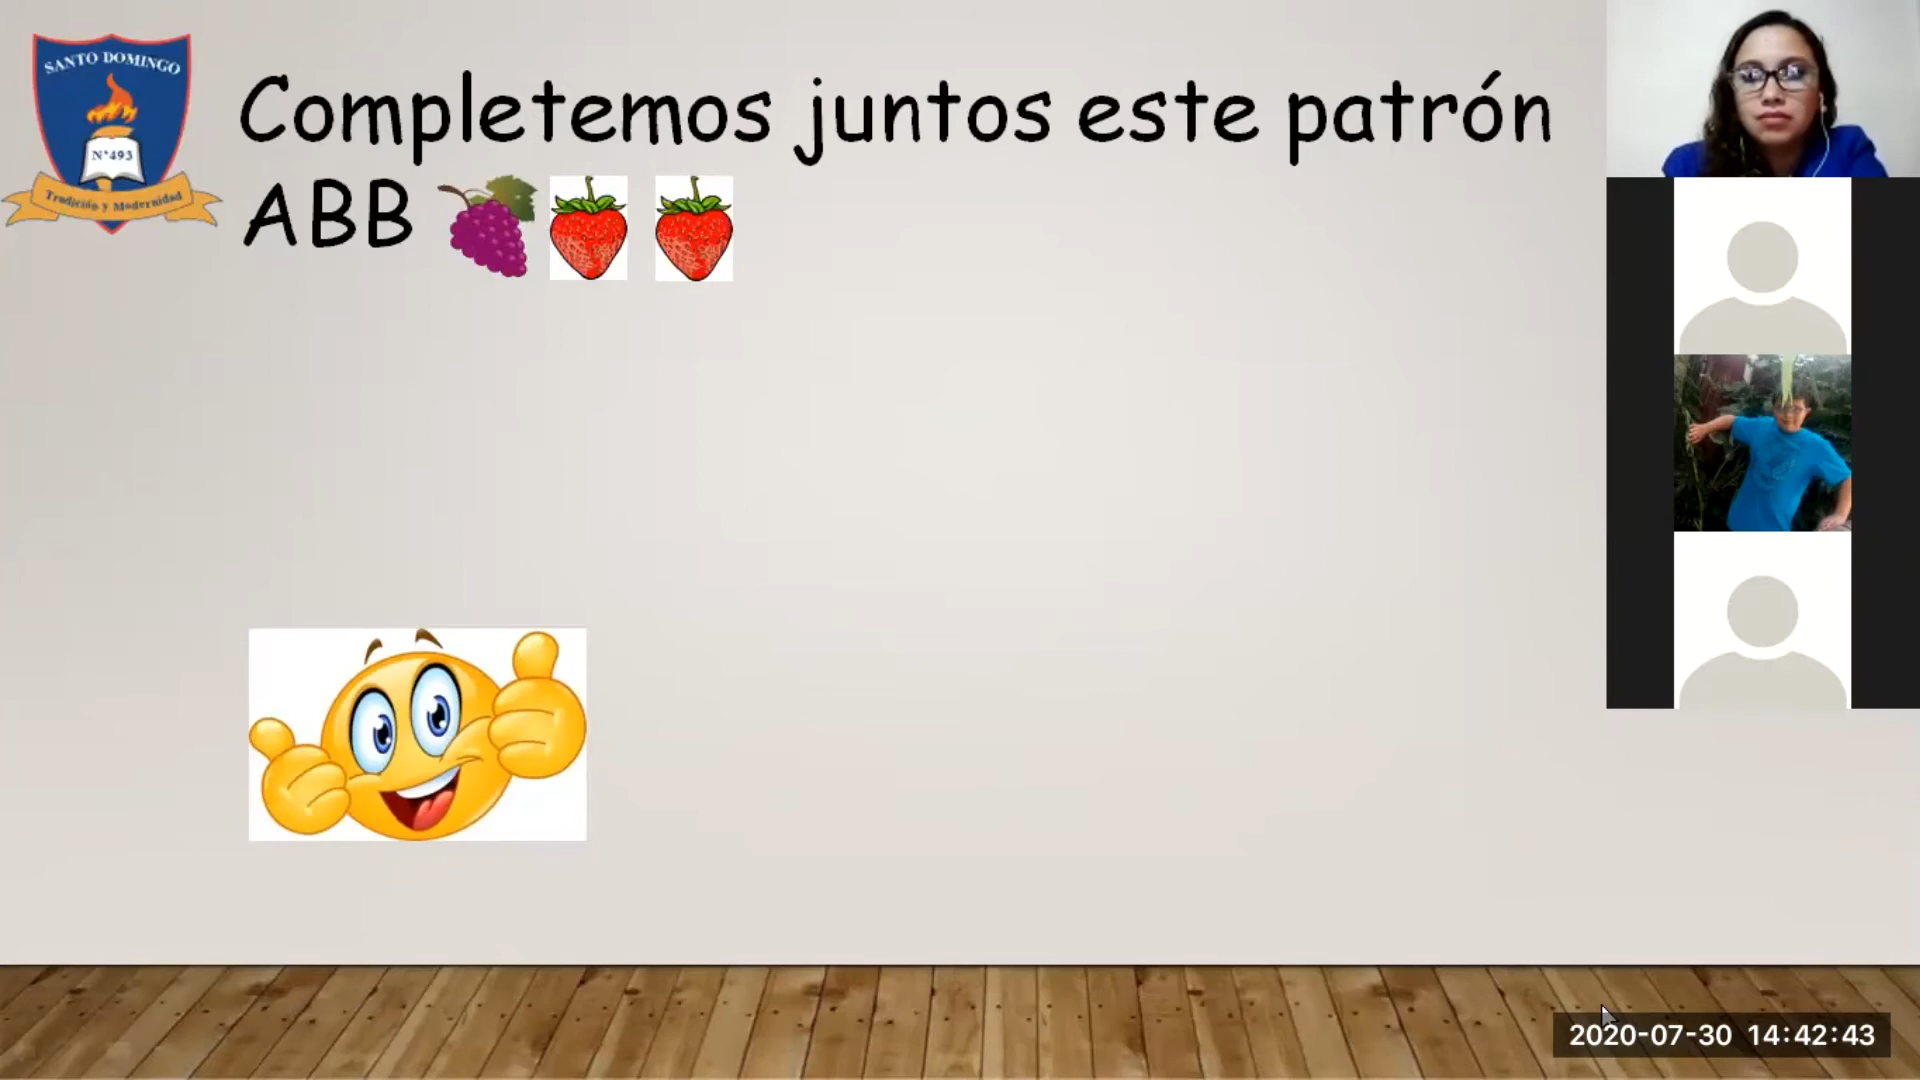 SANTO DOMINGO
N°493
Tradición y Modernidad
Completemos juntos este patrón
ABB
2020-07-30 14:42:43